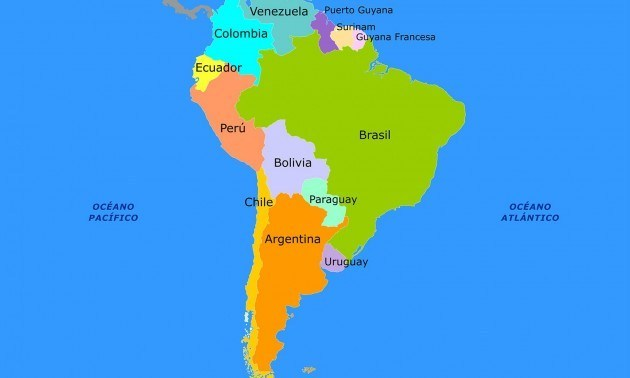 Venezuela
Puerto Guyana
Surinam
Guyana Francesa
Colombia
Ecuador
Perú
Brasil
Bolivia
Chile
Paraguay
OCÉANO
PACÍFICO
OCÉANO
ATLÁNTICO
Argentina
Uruguay